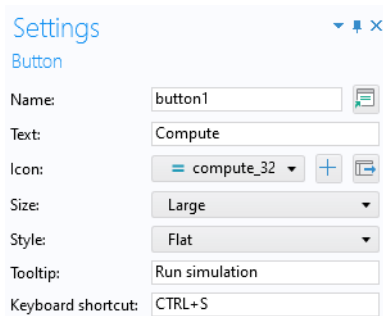 Settings
Button
Name: button1
Text: Compute
Icon: compute_32
Size: Large
Style: Flat
Tooltip: Run simulation
Keyboard shortcut: CTRL+S